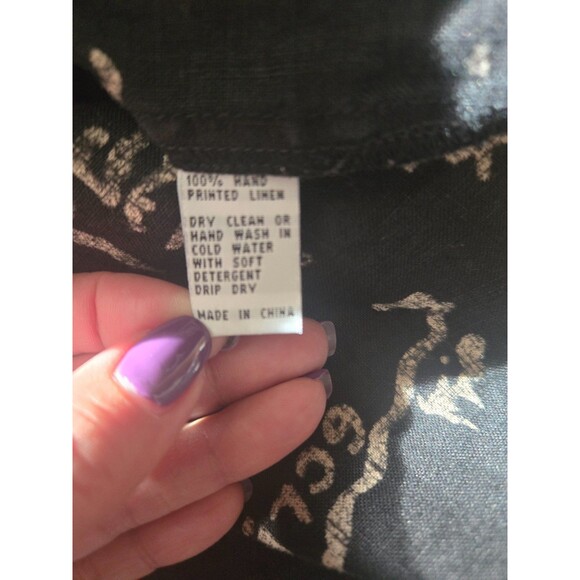 100% HAND
PRINTED LINEN
DRY CLEAN OR
HAND WASH IN
COLD WATER
WITH SOFT
DETERGENT
DRIP DRY
MADE IN CHINA